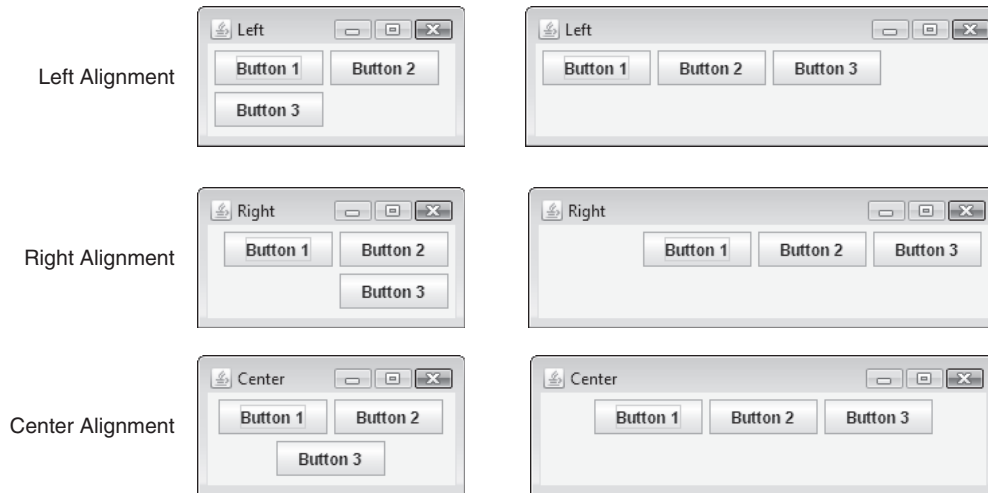 Left
Left
Left Alignment
Button 1 Button 2
Button 1 Button 2 Button 3
Button 3
Right
Right
Right Alignment
Button 1 Button 2
Button 1 Button 2 Button 3
Button 3
Center
Center
Center Alignment
Button 1 Button 2
Button 1 Button 2 Button 3
Button 3